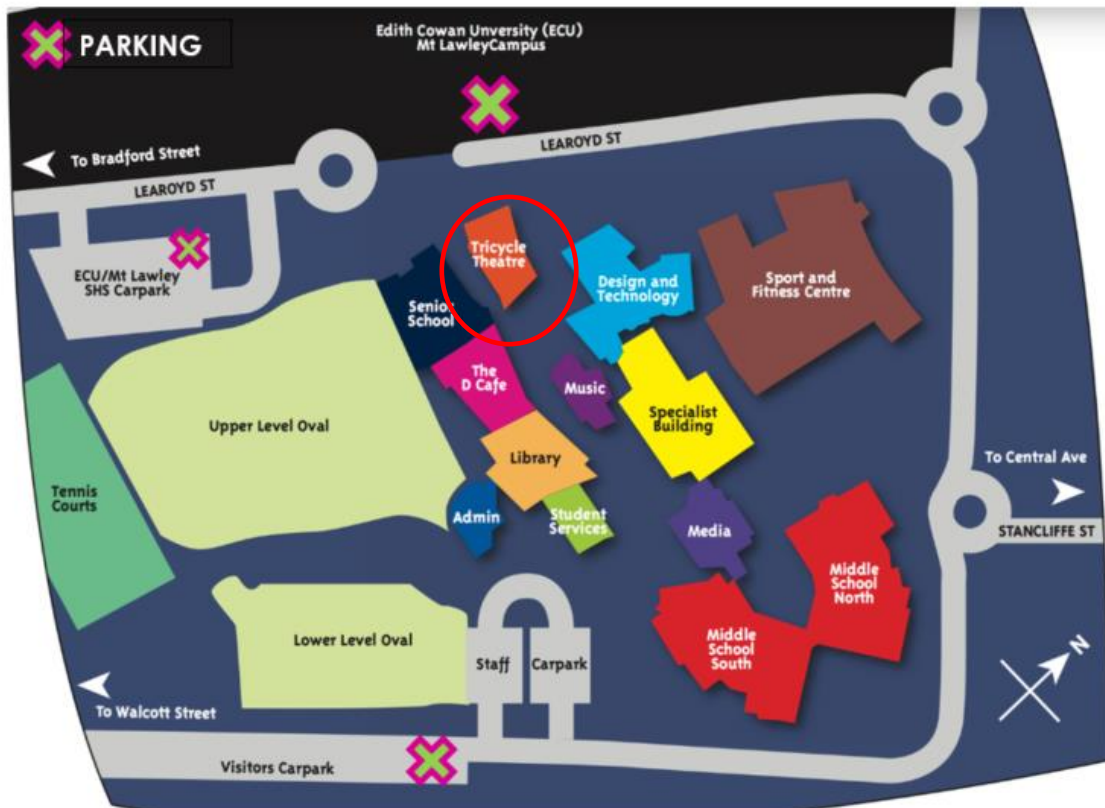 PARKING
Edith Cowan Unversity (ECU)
Mt LawleyCampus
To Bradford Street
LEAROYD ST
LEAROYD ST
ECU/Mt Lawley
SHS Carpark
Tricycle
Theatre
Senior
School
Design and
Technology
Sport and
Fitness Centre
The
D Cafe
Music
Upper Level Oval
Specialist
Building
Library
To Central Ave
Tennis
Courts
Admin
Student
Services
Media
STANCLIFFE ST
Middle
School
North
Lower Level Oval
Middle
School
South
Staff
Carpark
N
To Walcott Street
Visitors Carpark